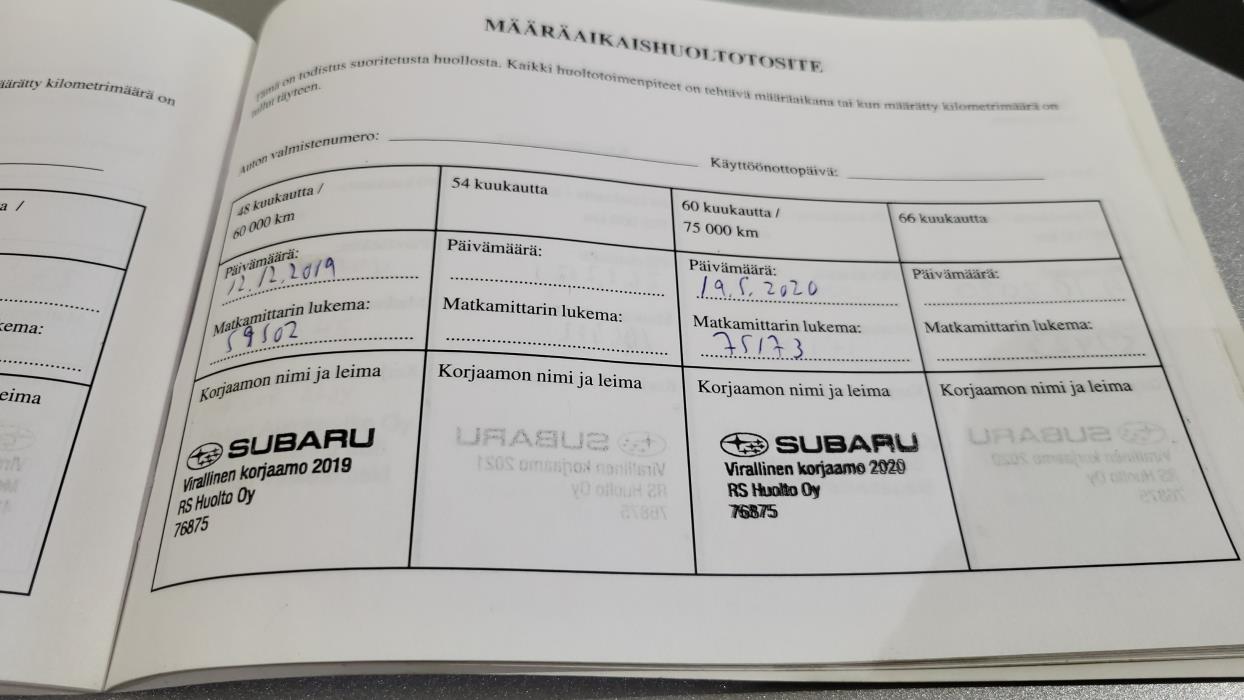 MÄÄRÄAIKAISHUOLTOTOSITE
Tämä on todistus suoritetusta huollosta. Kaikki huoltotoimenpiteet on tehtävä määräaikana tai kun määrätty kilometrimäärä on
tullut täyteen.
Auton valmistenumero:
Käyttöönottopäivä:
48 kuukautta /
60 000 km
Päivämäärä:
12.12.2019
Matkamittarin lukema:
59502
Korjaamon nimi ja leima
SUBARU
Virallinen korjaamo 2019
RS Huolto Oy
76875
54 kuukautta
Päivämäärä:
Matkamittarin lukema:
Korjaamon nimi ja leima
60 kuukautta /
75 000 km
Päivämäärä:
19.5.2020
Matkamittarin lukema:
75173
Korjaamon nimi ja leima
SUBARU
Virallinen korjaamo 2020
RS Huolto Oy
76875
66 kuukautta
Päivämäärä:
Matkamittarin lukema:
Korjaamon nimi ja leima